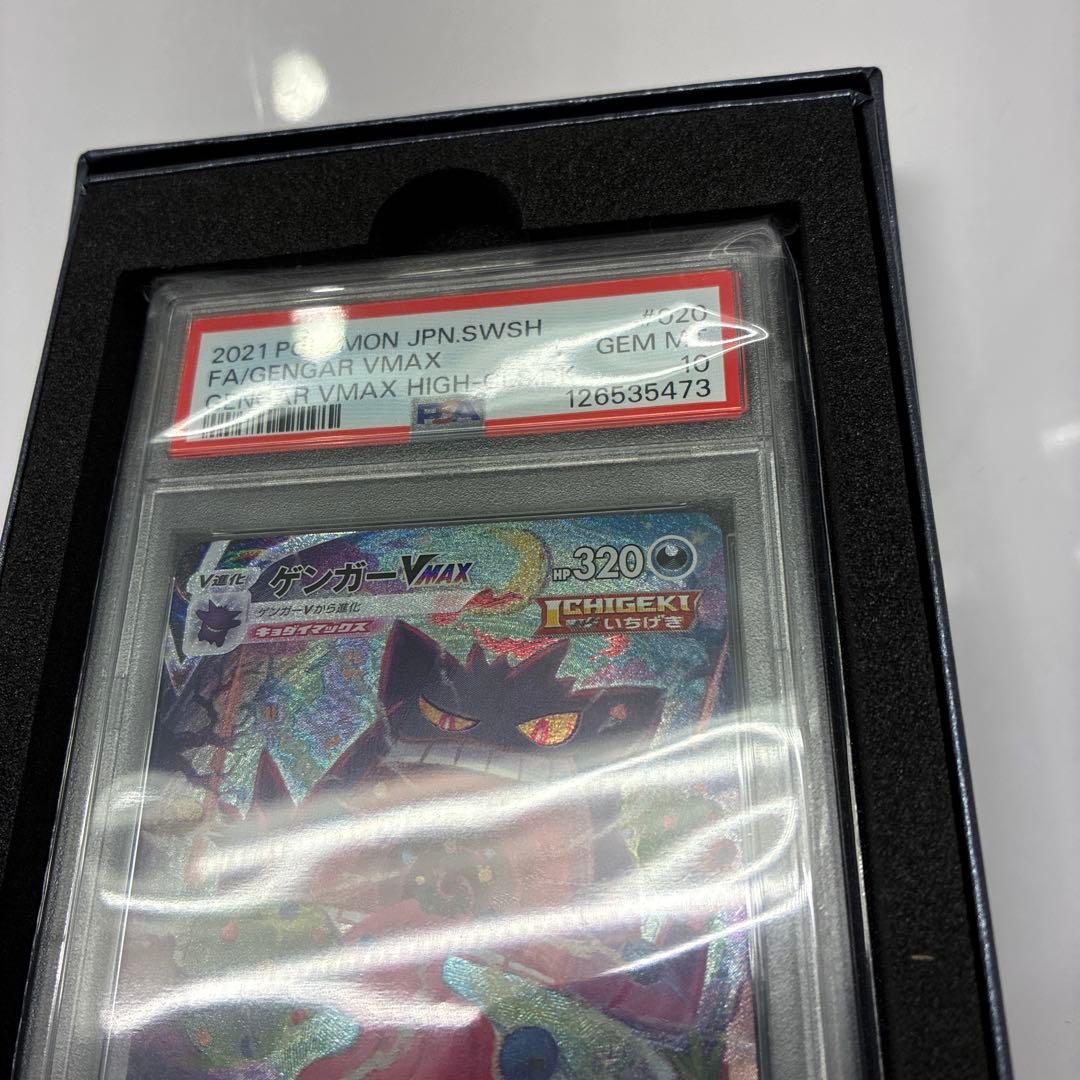 2021 POKEMON JPN.SWSH #020
FA/GENGAR VMAX GEM MT
GENGAR VMAX HIGH-CLASS 10
126535473
PSA
V進化
ゲンガーVMAX
HP 320
ゲンガーVから進化
キョダイマックス
ICHIGEKI
いちげき